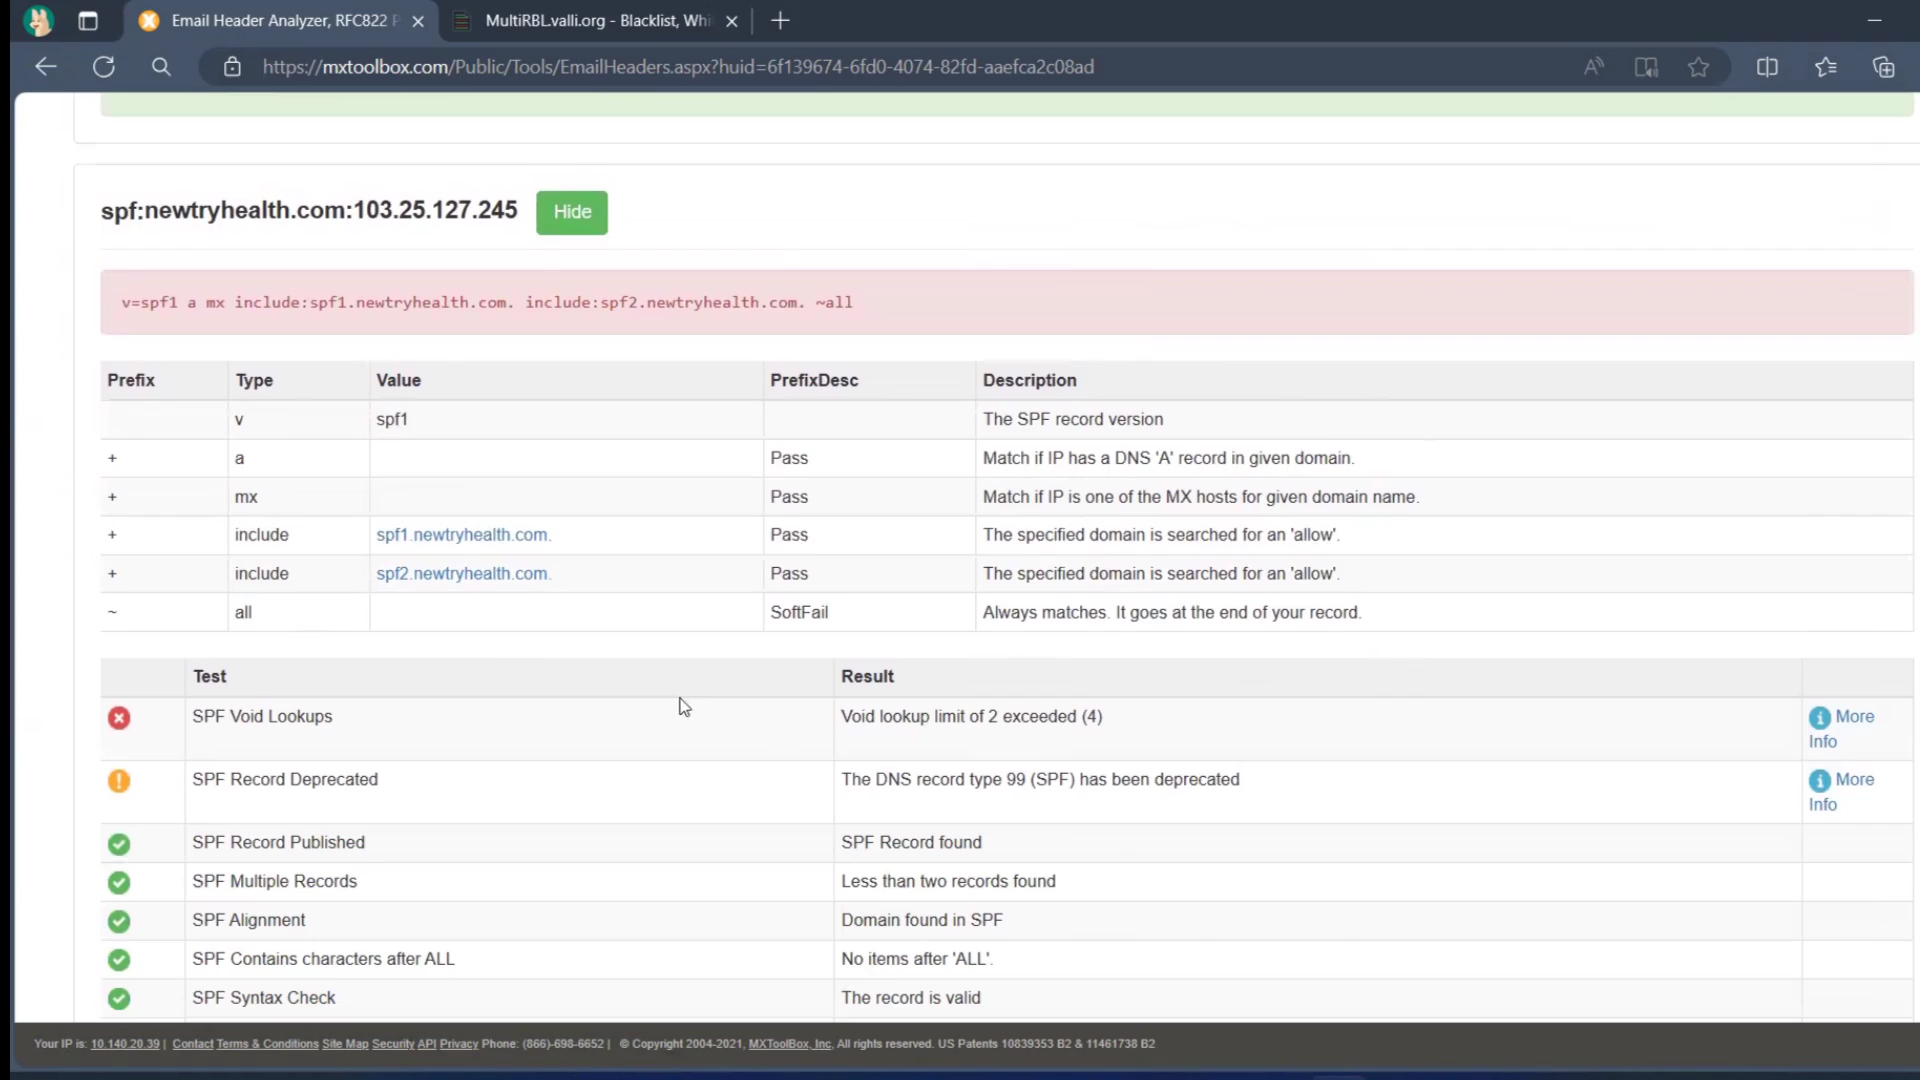 Email Header Analyzer, RFC822 P
MultiRBL.valli.org - Blacklist, Whi
https://mxtoolbox.com/Public/Tools/EmailHeaders.aspx?huid=6f139674-6fd0-4074-82fd-aaefca2c08ad
spf:newtryhealth.com:103.25.127.245 Hide
v=spf1 a mx include:spf1.newtryhealth.com. include:spf2.newtryhealth.com. ~all
Prefix Type Value PrefixDesc Description
v spf1 The SPF record version
+ a Pass Match if IP has a DNS 'A' record in given domain.
+ mx Pass Match if IP is one of the MX hosts for given domain name.
+ include spf1.newtryhealth.com. Pass The specified domain is searched for an 'allow'.
+ include spf2.newtryhealth.com. Pass The specified domain is searched for an 'allow'.
~ all SoftFail Always matches. It goes at the end of your record.
Test Result
SPF Void Lookups Void lookup limit of 2 exceeded (4) More
Info
SPF Record Deprecated The DNS record type 99 (SPF) has been deprecated More
Info
SPF Record Published SPF Record found
SPF Multiple Records Less than two records found
SPF Alignment Domain found in SPF
SPF Contains characters after ALL No items after 'ALL'.
SPF Syntax Check The record is valid
Your IP is: 10.140.20.39 | Contact Terms & Conditions Site Map Security API Privacy Phone: (866)-698-6652 | © Copyright 2004-2021, MXToolBox, Inc, All rights reserved. US Patents 10839353 B2 & 11461738 B2